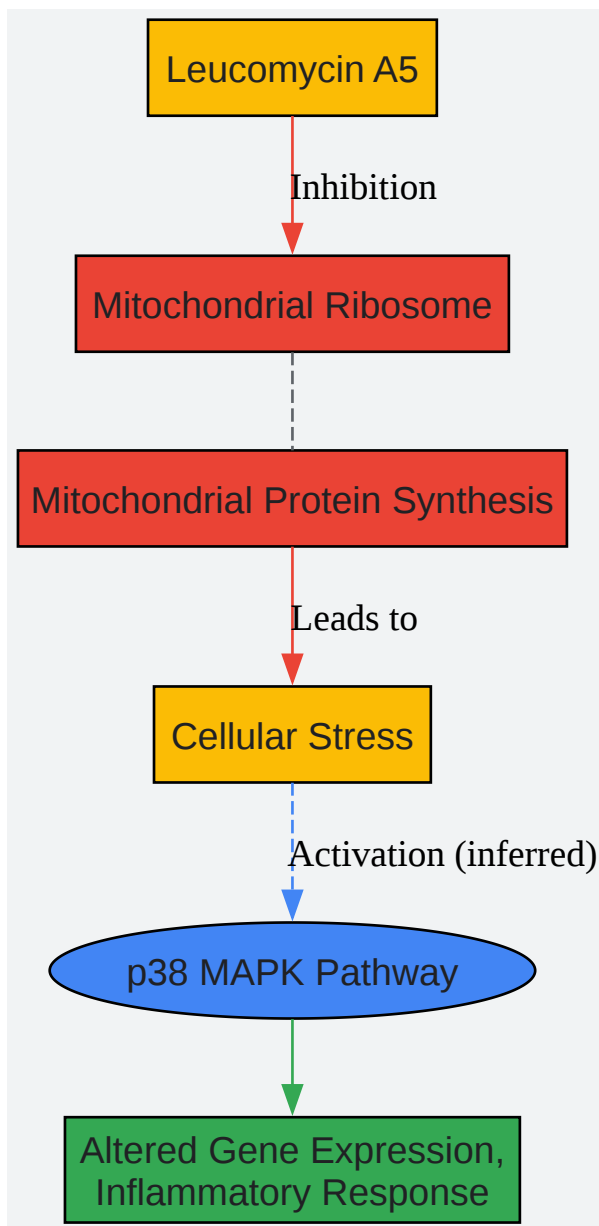 Leucomycin A5
Inhibition
Mitochondrial Ribosome
Mitochondrial Protein Synthesis
Leads to
Cellular Stress
Activation (inferred)
p38 MAPK Pathway
Altered Gene Expression,
Inflammatory Response